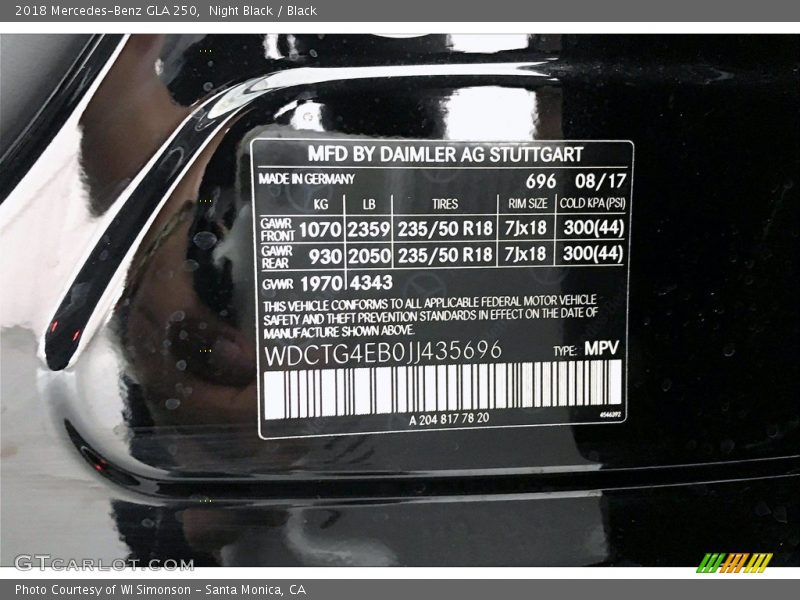 2018 Mercedes-Benz GLA 250,  Night Black / Black
MFD BY DAIMLER AG STUTTGART
MADE IN GERMANY 696 08/17
KG LB TIRES RIM SIZE COLD KPA (PSI)
GAWR FRONT 1070 2359 235/50 R18 7Jx18 300(44)
GAWR REAR 930 2050 235/50 R18 7Jx18 300(44)
GVWR 1970 4343
THIS VEHICLE CONFORMS TO ALL APPLICABLE FEDERAL MOTOR VEHICLE
SAFETY AND THEFT PREVENTION STANDARDS IN EFFECT ON THE DATE OF
MANUFACTURE SHOWN ABOVE.
WDCTG4EB0JJ435696 TYPE: MPV
A 204 817 78 20 4546392
GTCarLot.com
Photo Courtesy of WI Simonson - Santa Monica, CA